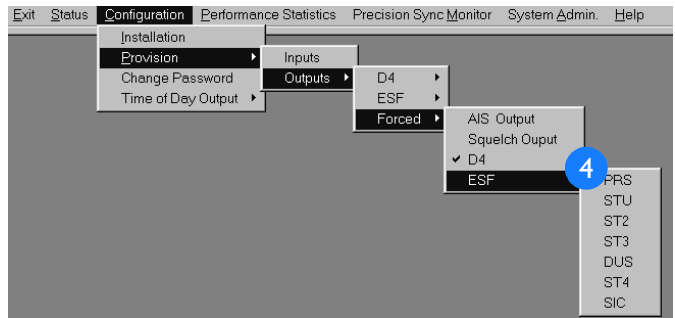 Exit Status Configuration Performance Statistics Precision Sync Monitor System Admin. Help
Installation
Provision
Change Password
Time of Day Output
Inputs
Outputs
D4
ESF
Forced
AIS Output
Squelch Ouput
D4
ESF
4
PRS
STU
ST2
ST3
DUS
ST4
SIC